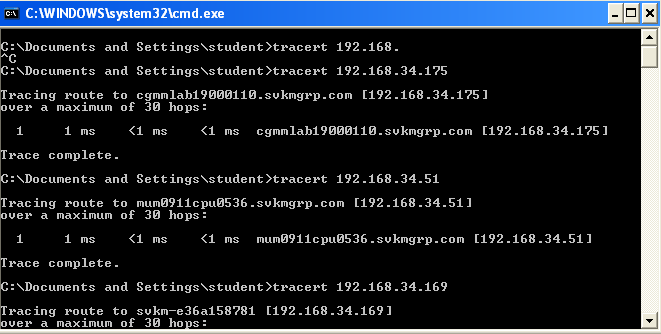 C:\WINDOWS\system32\cmd.exe
C:\Documents and Settings\student>tracert 192.168.
^C
C:\Documents and Settings\student>tracert 192.168.34.175
Tracing route to cgmmlab19000110.svkmgrp.com [192.168.34.175]
over a maximum of 30 hops:
1 1 ms <1 ms <1 ms cgmmlab19000110.svkmgrp.com [192.168.34.175]
Trace complete.
C:\Documents and Settings\student>tracert 192.168.34.51
Tracing route to mum0911cpu0536.svkmgrp.com [192.168.34.51]
over a maximum of 30 hops:
1 1 ms <1 ms <1 ms mum0911cpu0536.svkmgrp.com [192.168.34.51]
Trace complete.
C:\Documents and Settings\student>tracert 192.168.34.169
Tracing route to svkm-e36a158781 [192.168.34.169]
over a maximum of 30 hops: